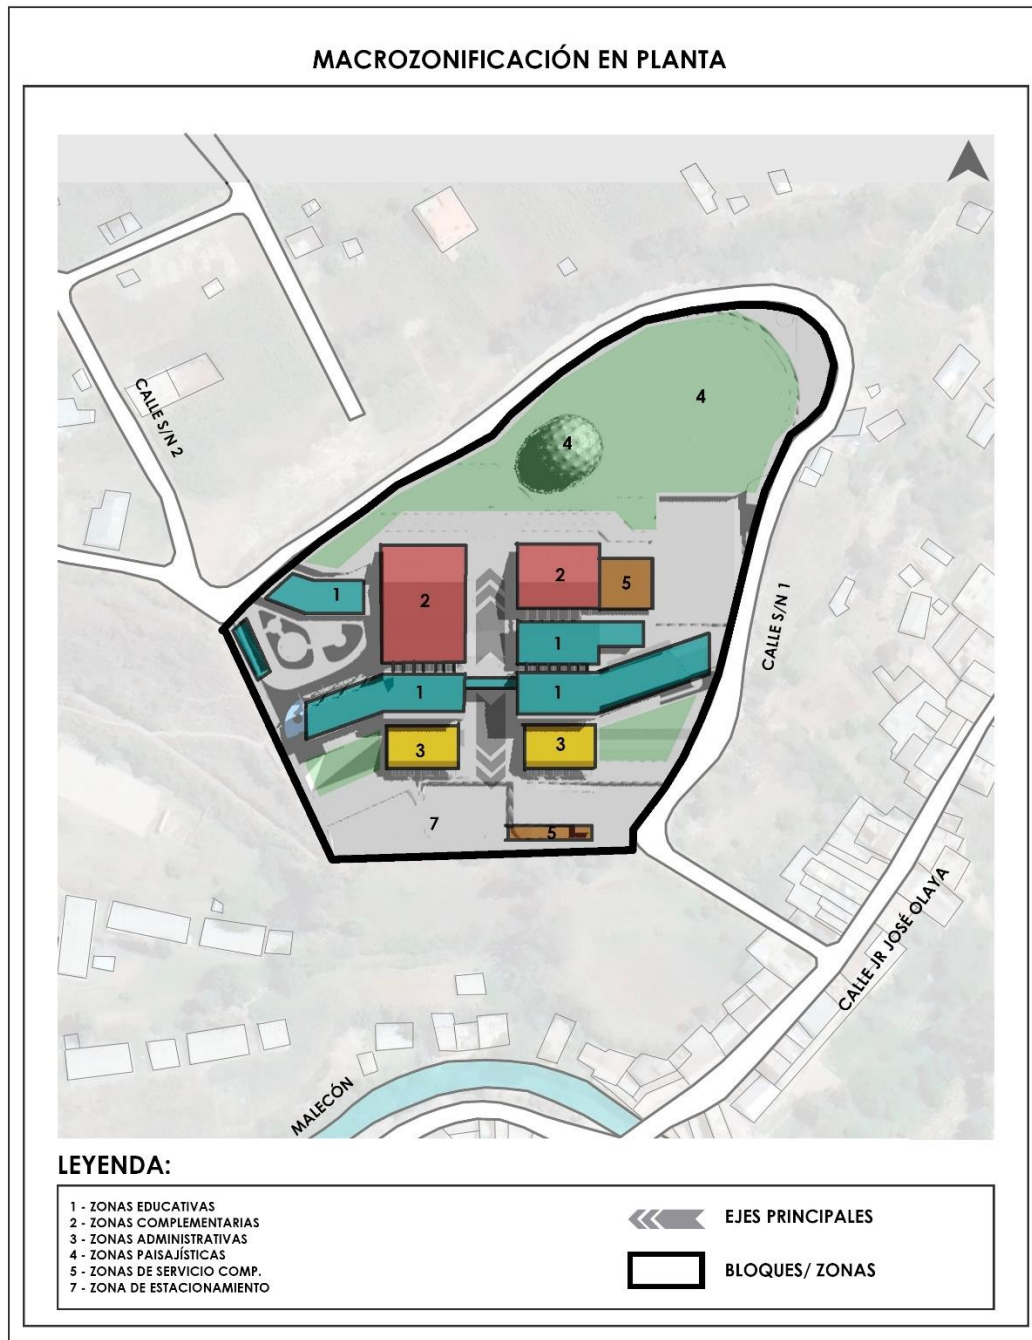 MACROZONIFICACIÓN EN PLANTA
CALLE S/N 2
4
4
1
2
2
5
1
CALLE S/N 1
1
1
3
3
7
5
CALLE JR JOSÉ OLAYA
MALECÓN
LEYENDA:
1 - ZONAS EDUCATIVAS
2 - ZONAS COMPLEMENTARIAS
3 - ZONAS ADMINISTRATIVAS
4 - ZONAS PAISAJÍSTICAS
5 - ZONAS DE SERVICIO COMP.
7 - ZONA DE ESTACIONAMIENTO
EJES PRINCIPALES
BLOQUES/ ZONAS